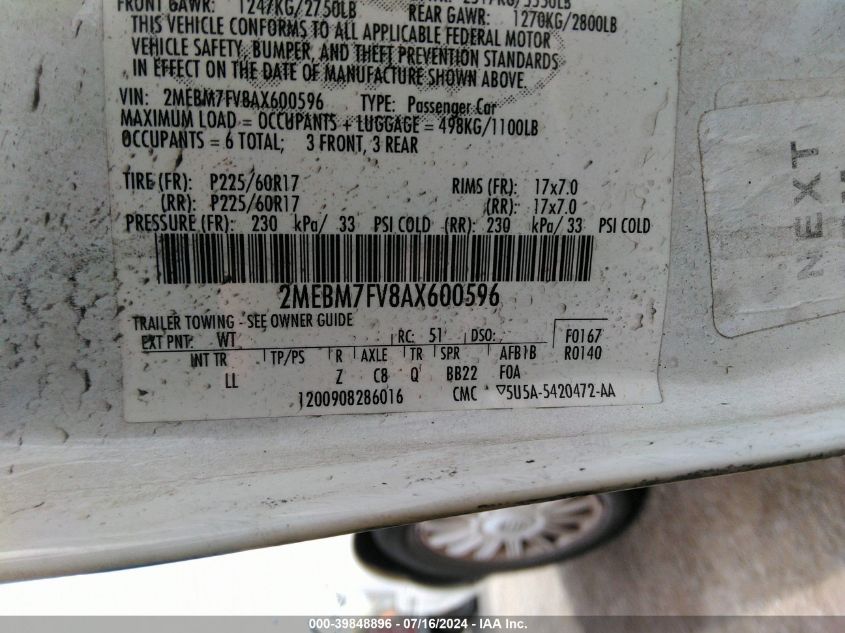 FRONT GAWR: 1247KG/2750LB REAR GAWR: 1270KG/2800LB
THIS VEHICLE CONFORMS TO ALL APPLICABLE FEDERAL MOTOR
VEHICLE SAFETY, BUMPER, AND THEFT PREVENTION STANDARDS
IN EFFECT ON THE DATE OF MANUFACTURE SHOWN ABOVE.
VIN: 2MEBM7FV8AX600596 TYPE: Passenger Car
MAXIMUM LOAD = OCCUPANTS + LUGGAGE = 498KG/1100LB
OCCUPANTS = 6 TOTAL; 3 FRONT, 3 REAR
TIRE (FR): P225/60R17 RIMS (FR): 17x7.0
(RR): P225/60R17 (RR): 17x7.0
PRESSURE (FR): 230 kPa/ 33 PSI COLD (RR): 230 kPa/ 33 PSI COLD
2MEBM7FV8AX600596
TRAILER TOWING - SEE OWNER GUIDE
EXT PNT: WT RC: 51 DSO: F0167
INT TR TP/PS R AXLE TR SPR AFB1B R0140
LL Z C8 Q BB22 FOA
1200908286016 CMC 5U5A-5420472-AA
NEXT
000-39848896 - 07/16/2024 - IAA Inc.